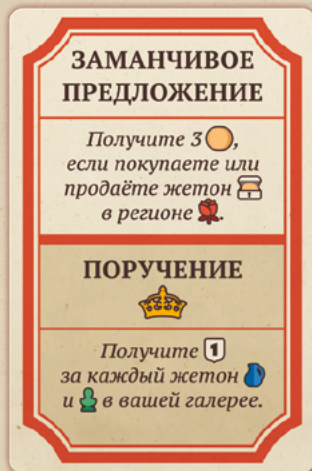 ЗАМАНЧИВОЕ
ПРЕДЛОЖЕНИЕ
Получите 3 ,
если покупаете или
продаёте жетон
в регионе .
ПОРУЧЕНИЕ
Получите 1
за каждый жетон
и в вашей галерее.